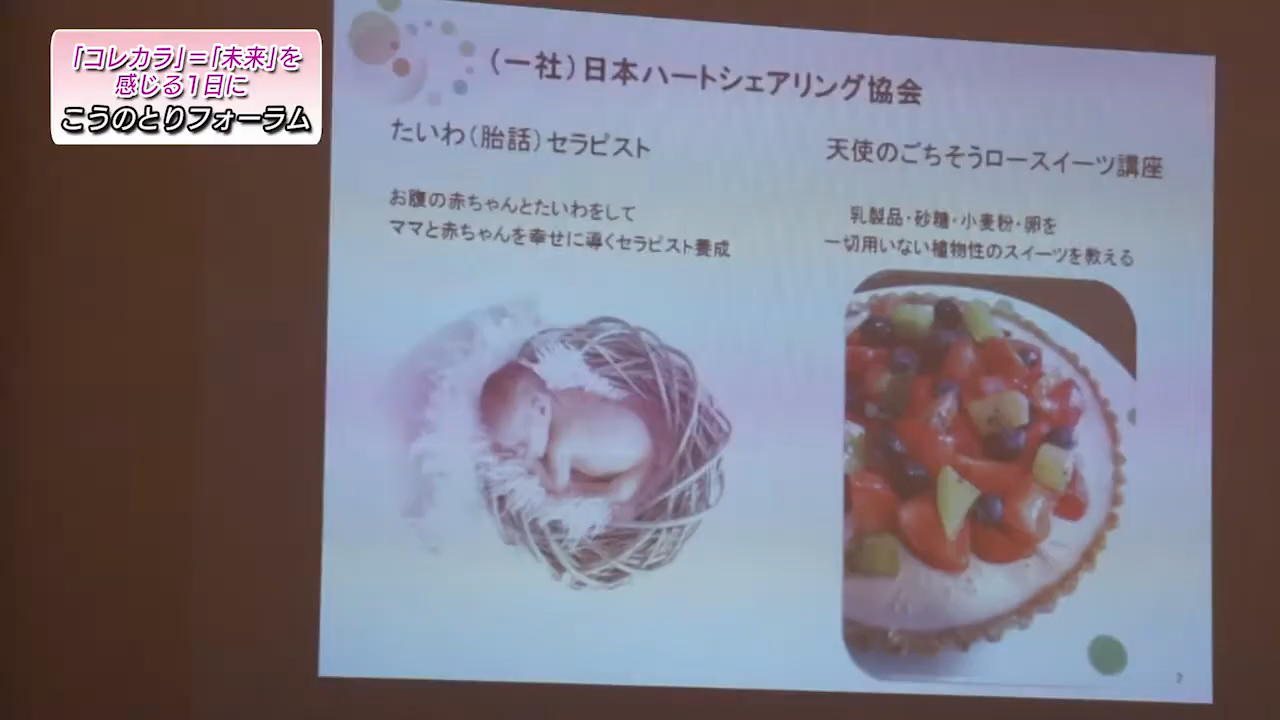 「コレカラ」＝「未来」を
感じる1日に
こうのとりフォーラム
（一社）日本ハートシェアリング協会
たいわ（胎話）セラピスト
お腹の赤ちゃんとたいわをして
ママと赤ちゃんを幸せに導くセラピスト養成
天使のごちそうロースイーツ講座
乳製品・砂糖・小麦粉・卵を
一切用いない植物性のスイーツを教える